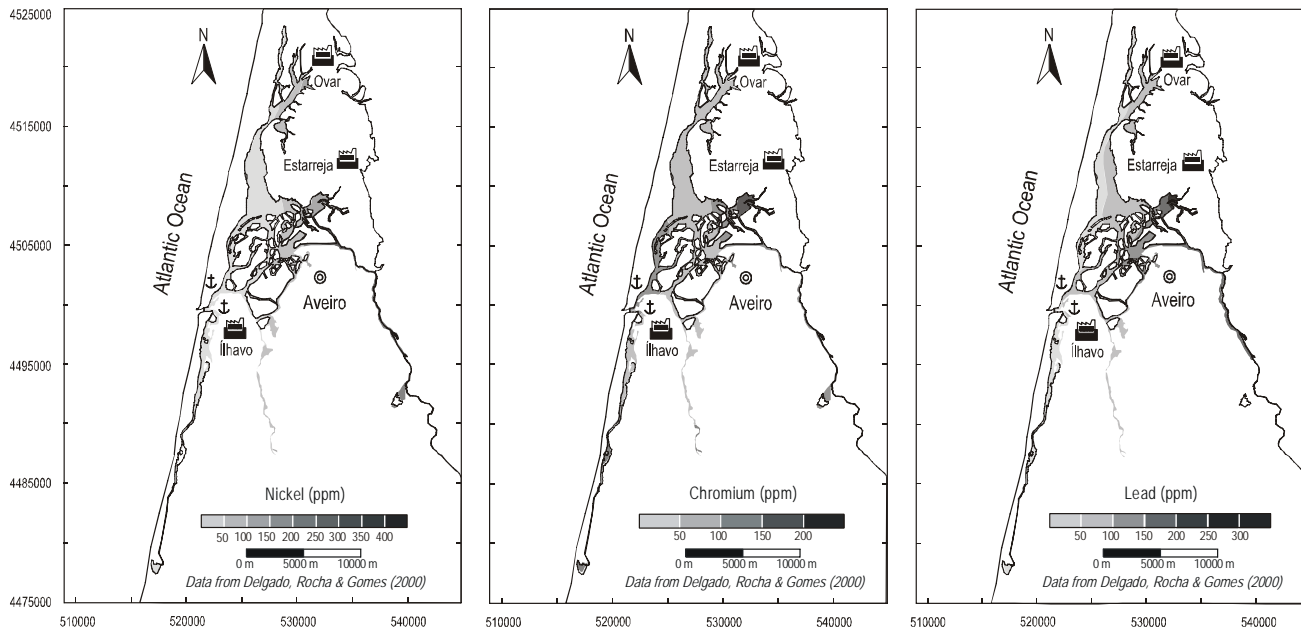 4525000
4515000
4505000
4495000
4485000
4475000
N
Ovar
Estarreja
Atlantic Ocean
Aveiro
Ílhavo
Nickel (ppm)
50 100 150 200 250 300 350 400
0 m 5000 m 10000 m
Data from Delgado, Rocha & Gomes (2000)
510000 520000 530000 540000
N
Ovar
Estarreja
Atlantic Ocean
Aveiro
Ílhavo
Chromium (ppm)
50 100 150 200
0 m 5000 m 10000 m
Data from Delgado, Rocha & Gomes (2000)
510000 520000 530000 540000
N
Ovar
Estarreja
Atlantic Ocean
Aveiro
Ílhavo
Lead (ppm)
50 100 150 200 250 300
0 m 5000 m 10000 m
Data from Delgado, Rocha & Gomes (2000)
510000 520000 530000 540000